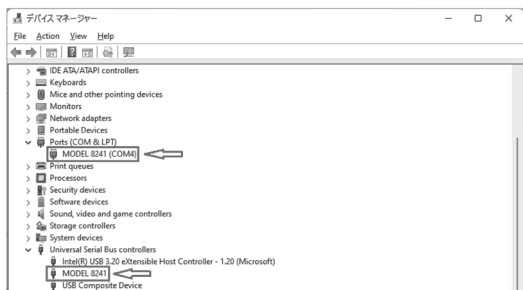 デバイス マネージャー
File Action View Help
IDE ATA/ATAPI controllers
Keyboards
Mice and other pointing devices
Monitors
Network adapters
Portable Devices
Ports (COM & LPT)
MODEL 8241 (COM4)
Print queues
Processors
Security devices
Software devices
Sound, video and game controllers
Storage controllers
System devices
Universal Serial Bus controllers
Intel(R) USB 3.20 eXtensible Host Controller - 1.20 (Microsoft)
MODEL 8241
USB Composite Device